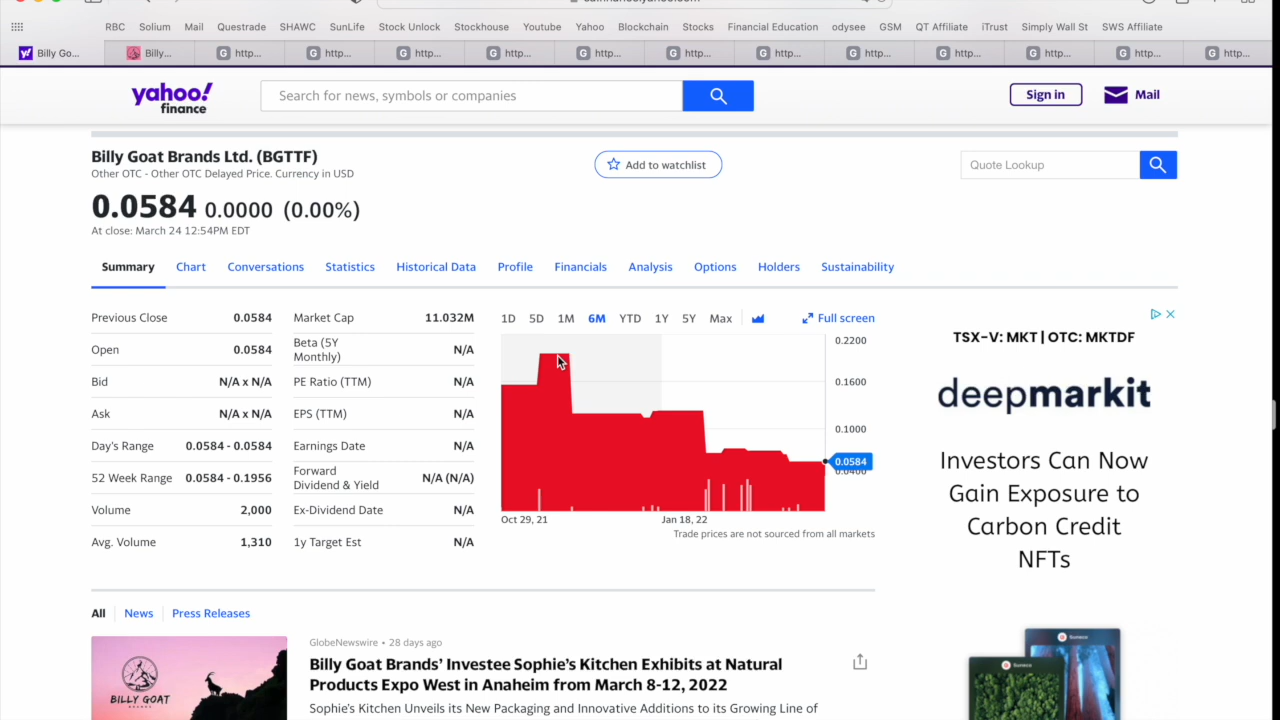 RBC Solium Mail Questrade SHAWC SunLife Stock Unlock Stockhouse Youtube Yahoo Blockchain Stocks Financial Education odysee GSM QT Affiliate iTrust Simply Wall St SWS Affiliate
Billy Go... Billy... http... http... http... http... http... http... http... http... http... http... http... http...
yahoo!
finance
Search for news, symbols or companies
Sign in
Mail
Billy Goat Brands Ltd. (BGTTF)
Other OTC - Other OTC Delayed Price. Currency in USD
Add to watchlist
Quote Lookup
0.0584 0.0000 (0.00%)
At close: March 24 12:54PM EDT
Summary Chart Conversations Statistics Historical Data Profile Financials Analysis Options Holders Sustainability
Previous Close 0.0584
Open 0.0584
Bid N/A x N/A
Ask N/A x N/A
Day's Range 0.0584 - 0.0584
52 Week Range 0.0584 - 0.1956
Volume 2,000
Avg. Volume 1,310
Market Cap 11.032M
Beta (5Y
Monthly) N/A
PE Ratio (TTM) N/A
EPS (TTM) N/A
Earnings Date N/A
Forward
Dividend & Yield N/A (N/A)
Ex-Dividend Date N/A
1y Target Est N/A
1D 5D 1M 6M YTD 1Y 5Y Max
Full screen
0.2200
0.1600
0.1000
0.0584
0.0400
Oct 29, 21 Jan 18, 22
Trade prices are not sourced from all markets
TSX-V: MKT | OTC: MKTDF
deepmarkit
Investors Can Now
Gain Exposure to
Carbon Credit
NFTs
All News Press Releases
BILLY GOAT
BRANDS
GlobeNewswire • 28 days ago
Billy Goat Brands’ Investee Sophie’s Kitchen Exhibits at Natural
Products Expo West in Anaheim from March 8-12, 2022
Sophie’s Kitchen Unveils its New Packaging and Innovative Additions to its Growing Line of